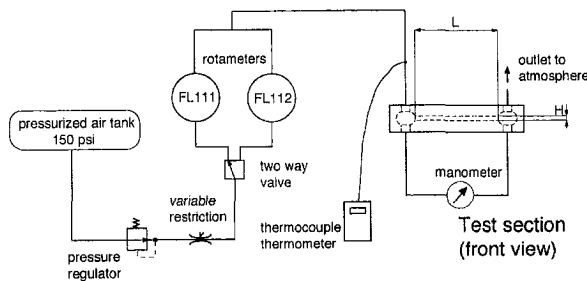 L
rotameters
outlet to
atmosphere
FL111
FL112
H
pressurized air tank
150 psi
two way
valve
manometer
variable
restriction
thermocouple
thermometer
Test section
(front view)
pressure
regulator